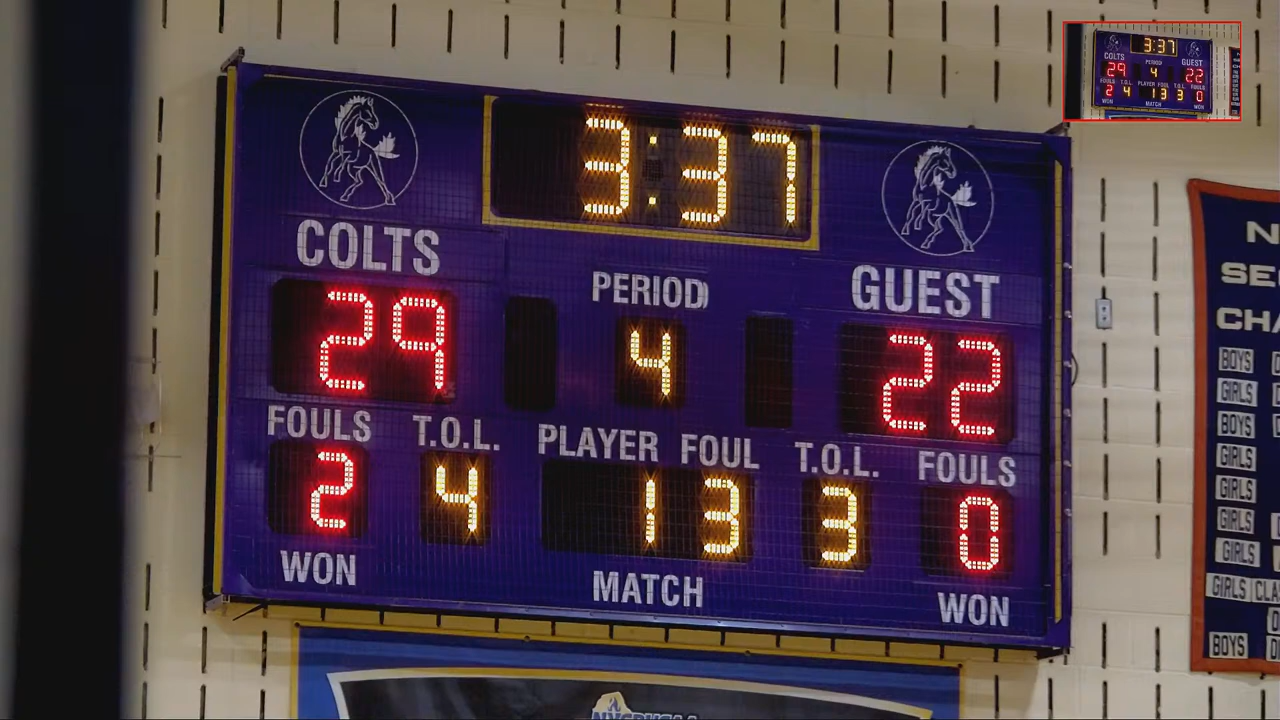 3:37
COLTS
PERIOD
GUEST
29
4
22
FOULS
T.O.L.
PLAYER
FOUL
T.O.L.
FOULS
2
4
1
3
3
0
WON
MATCH
WON
BOYS
GIRLS
BOYS
GIRLS
GIRLS
GIRLS
GIRLS
GIRLS
BOYS